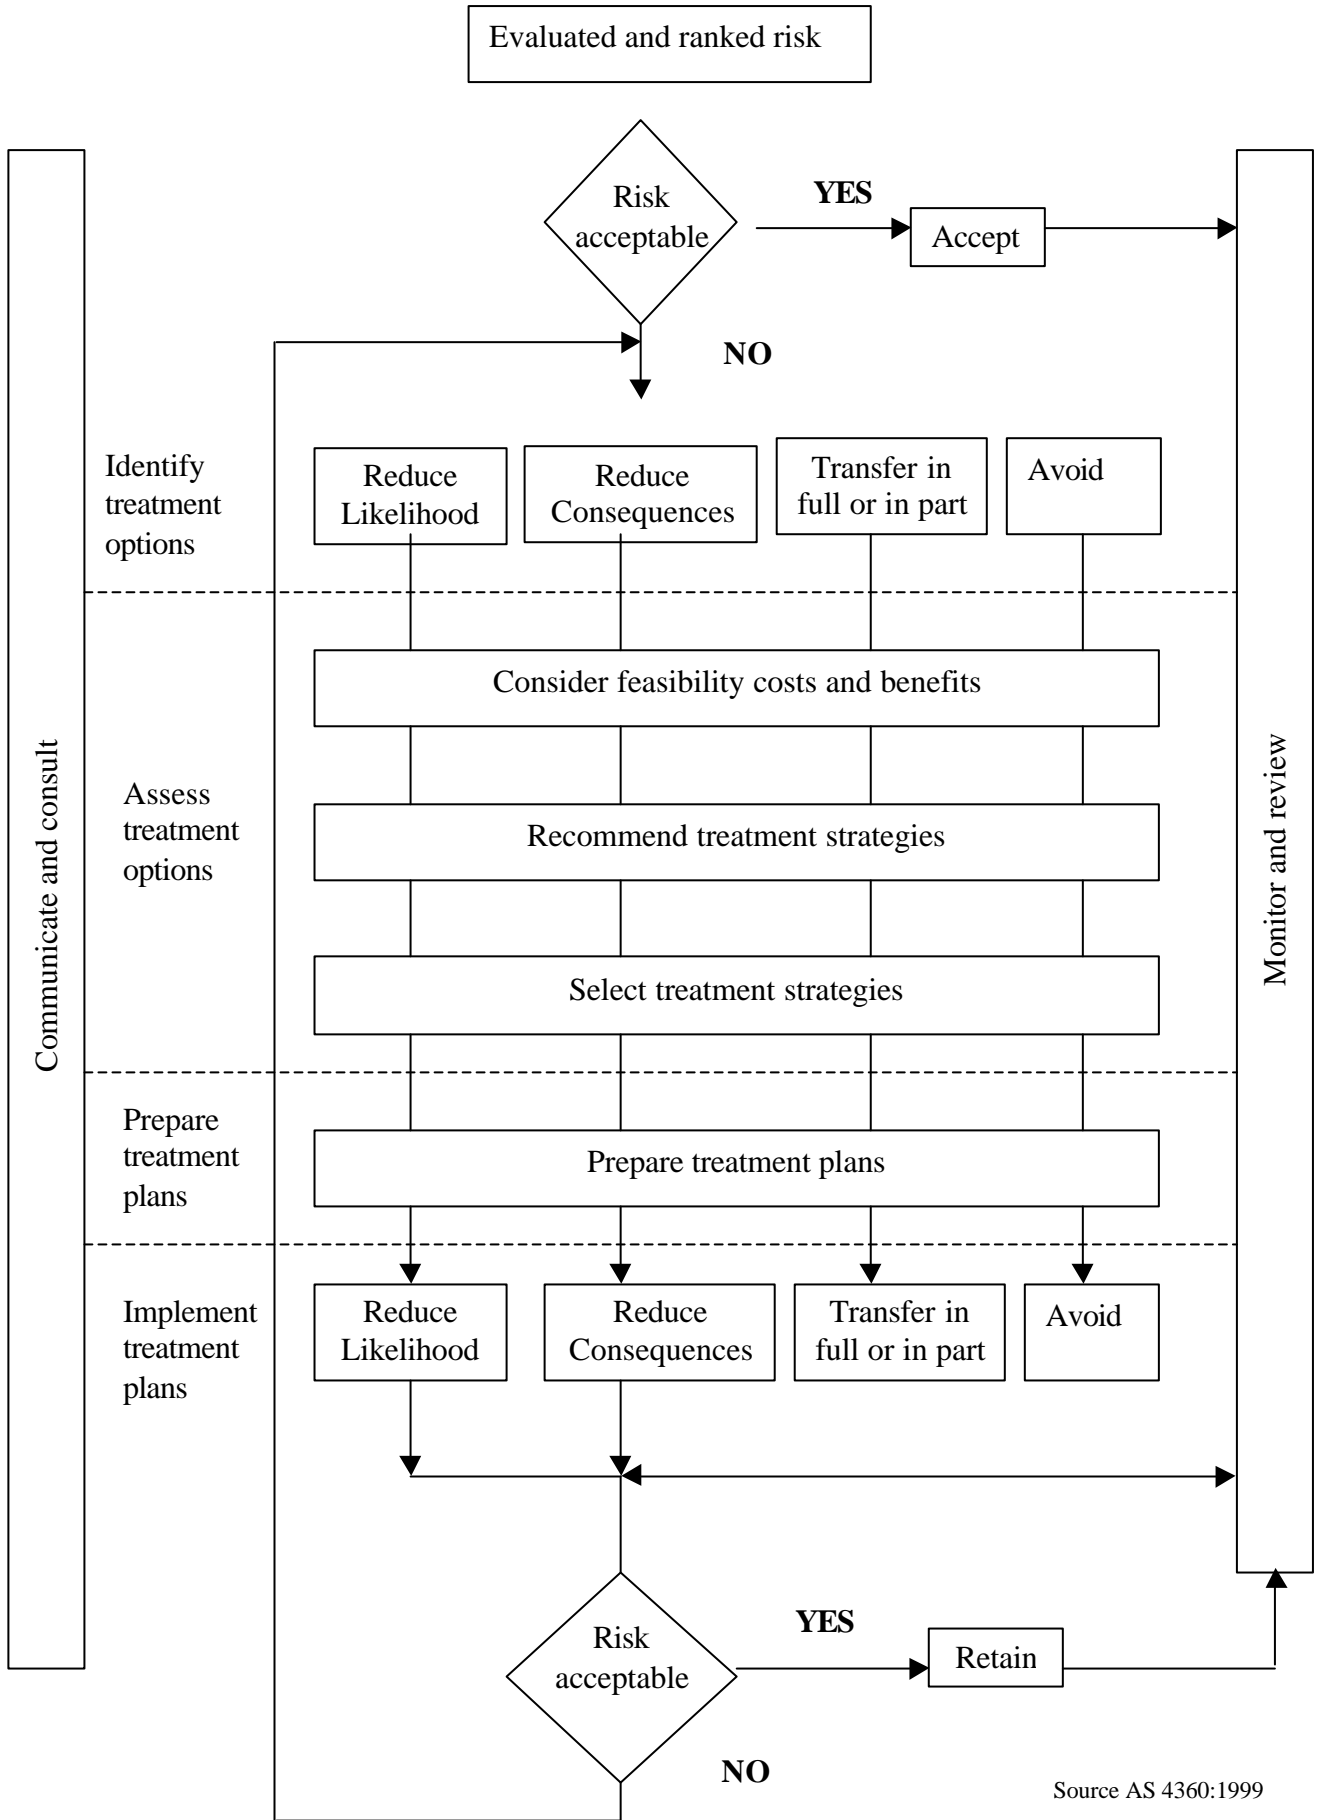 Evaluated and ranked risk
Risk
acceptable
YES
Accept
NO
Identify
treatment
options
Reduce
Likelihood
Reduce
Consequences
Transfer in
full or in part
Avoid
Consider feasibility costs and benefits
Assess
treatment
options
Recommend treatment strategies
Select treatment strategies
Communicate and consult
Monitor and review
Prepare
treatment
plans
Prepare treatment plans
Implement
treatment
plans
Reduce
Likelihood
Reduce
Consequences
Transfer in
full or in part
Avoid
Risk
acceptable
YES
Retain
NO
Source AS 4360:1999